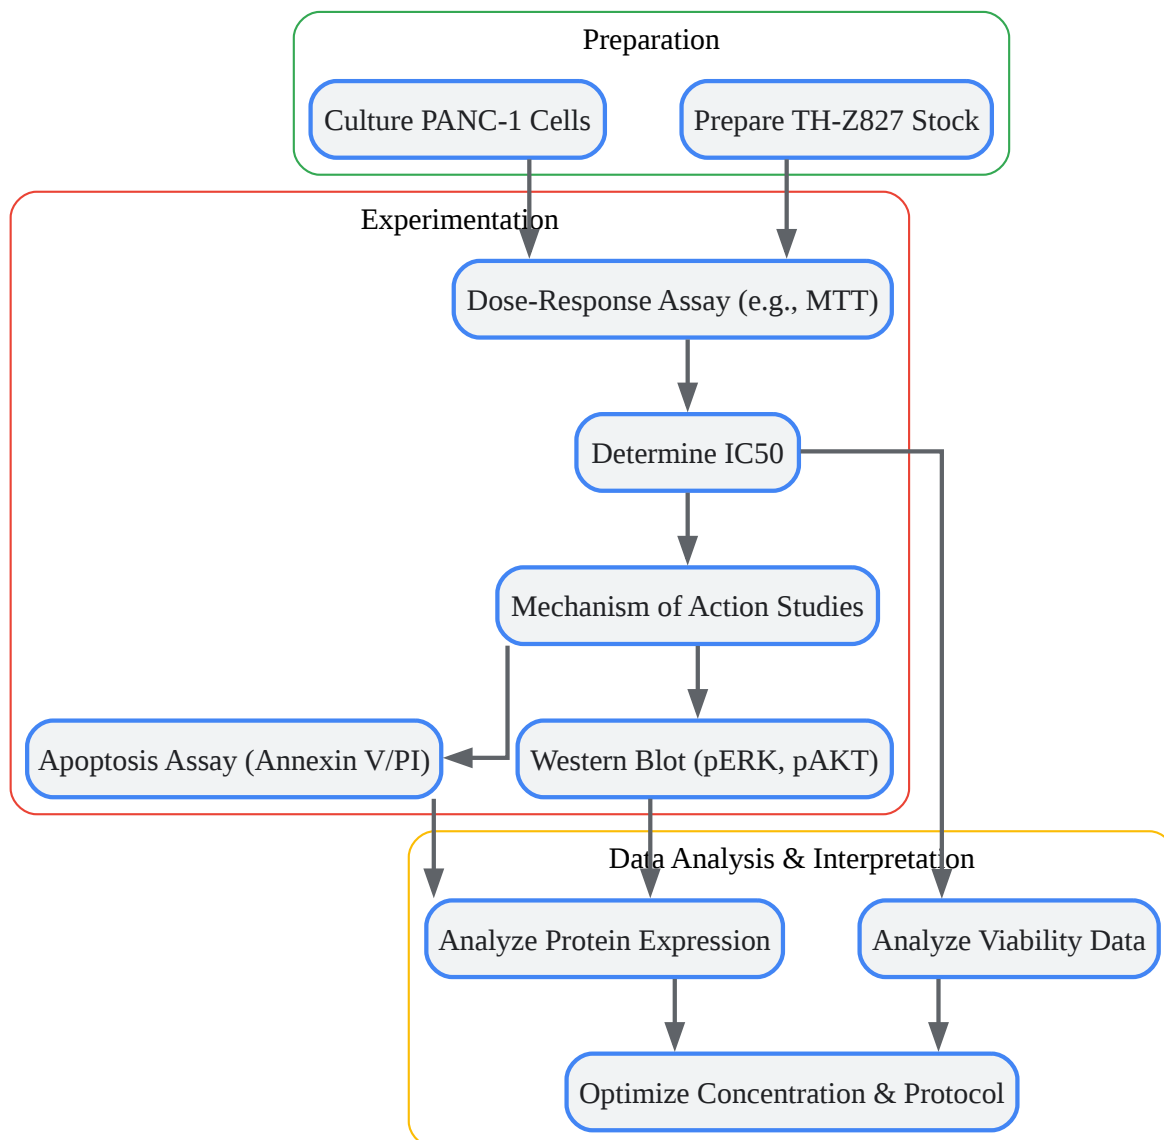 Preparation
Culture PANC-1 Cells
Prepare TH-Z827 Stock
Experimentation
Dose-Response Assay (e.g., MTT)
Determine IC50
Mechanism of Action Studies
Apoptosis Assay (Annexin V/PI)
Western Blot (pERK, pAKT)
Data Analysis & Interpretation
Analyze Protein Expression
Analyze Viability Data
Optimize Concentration & Protocol